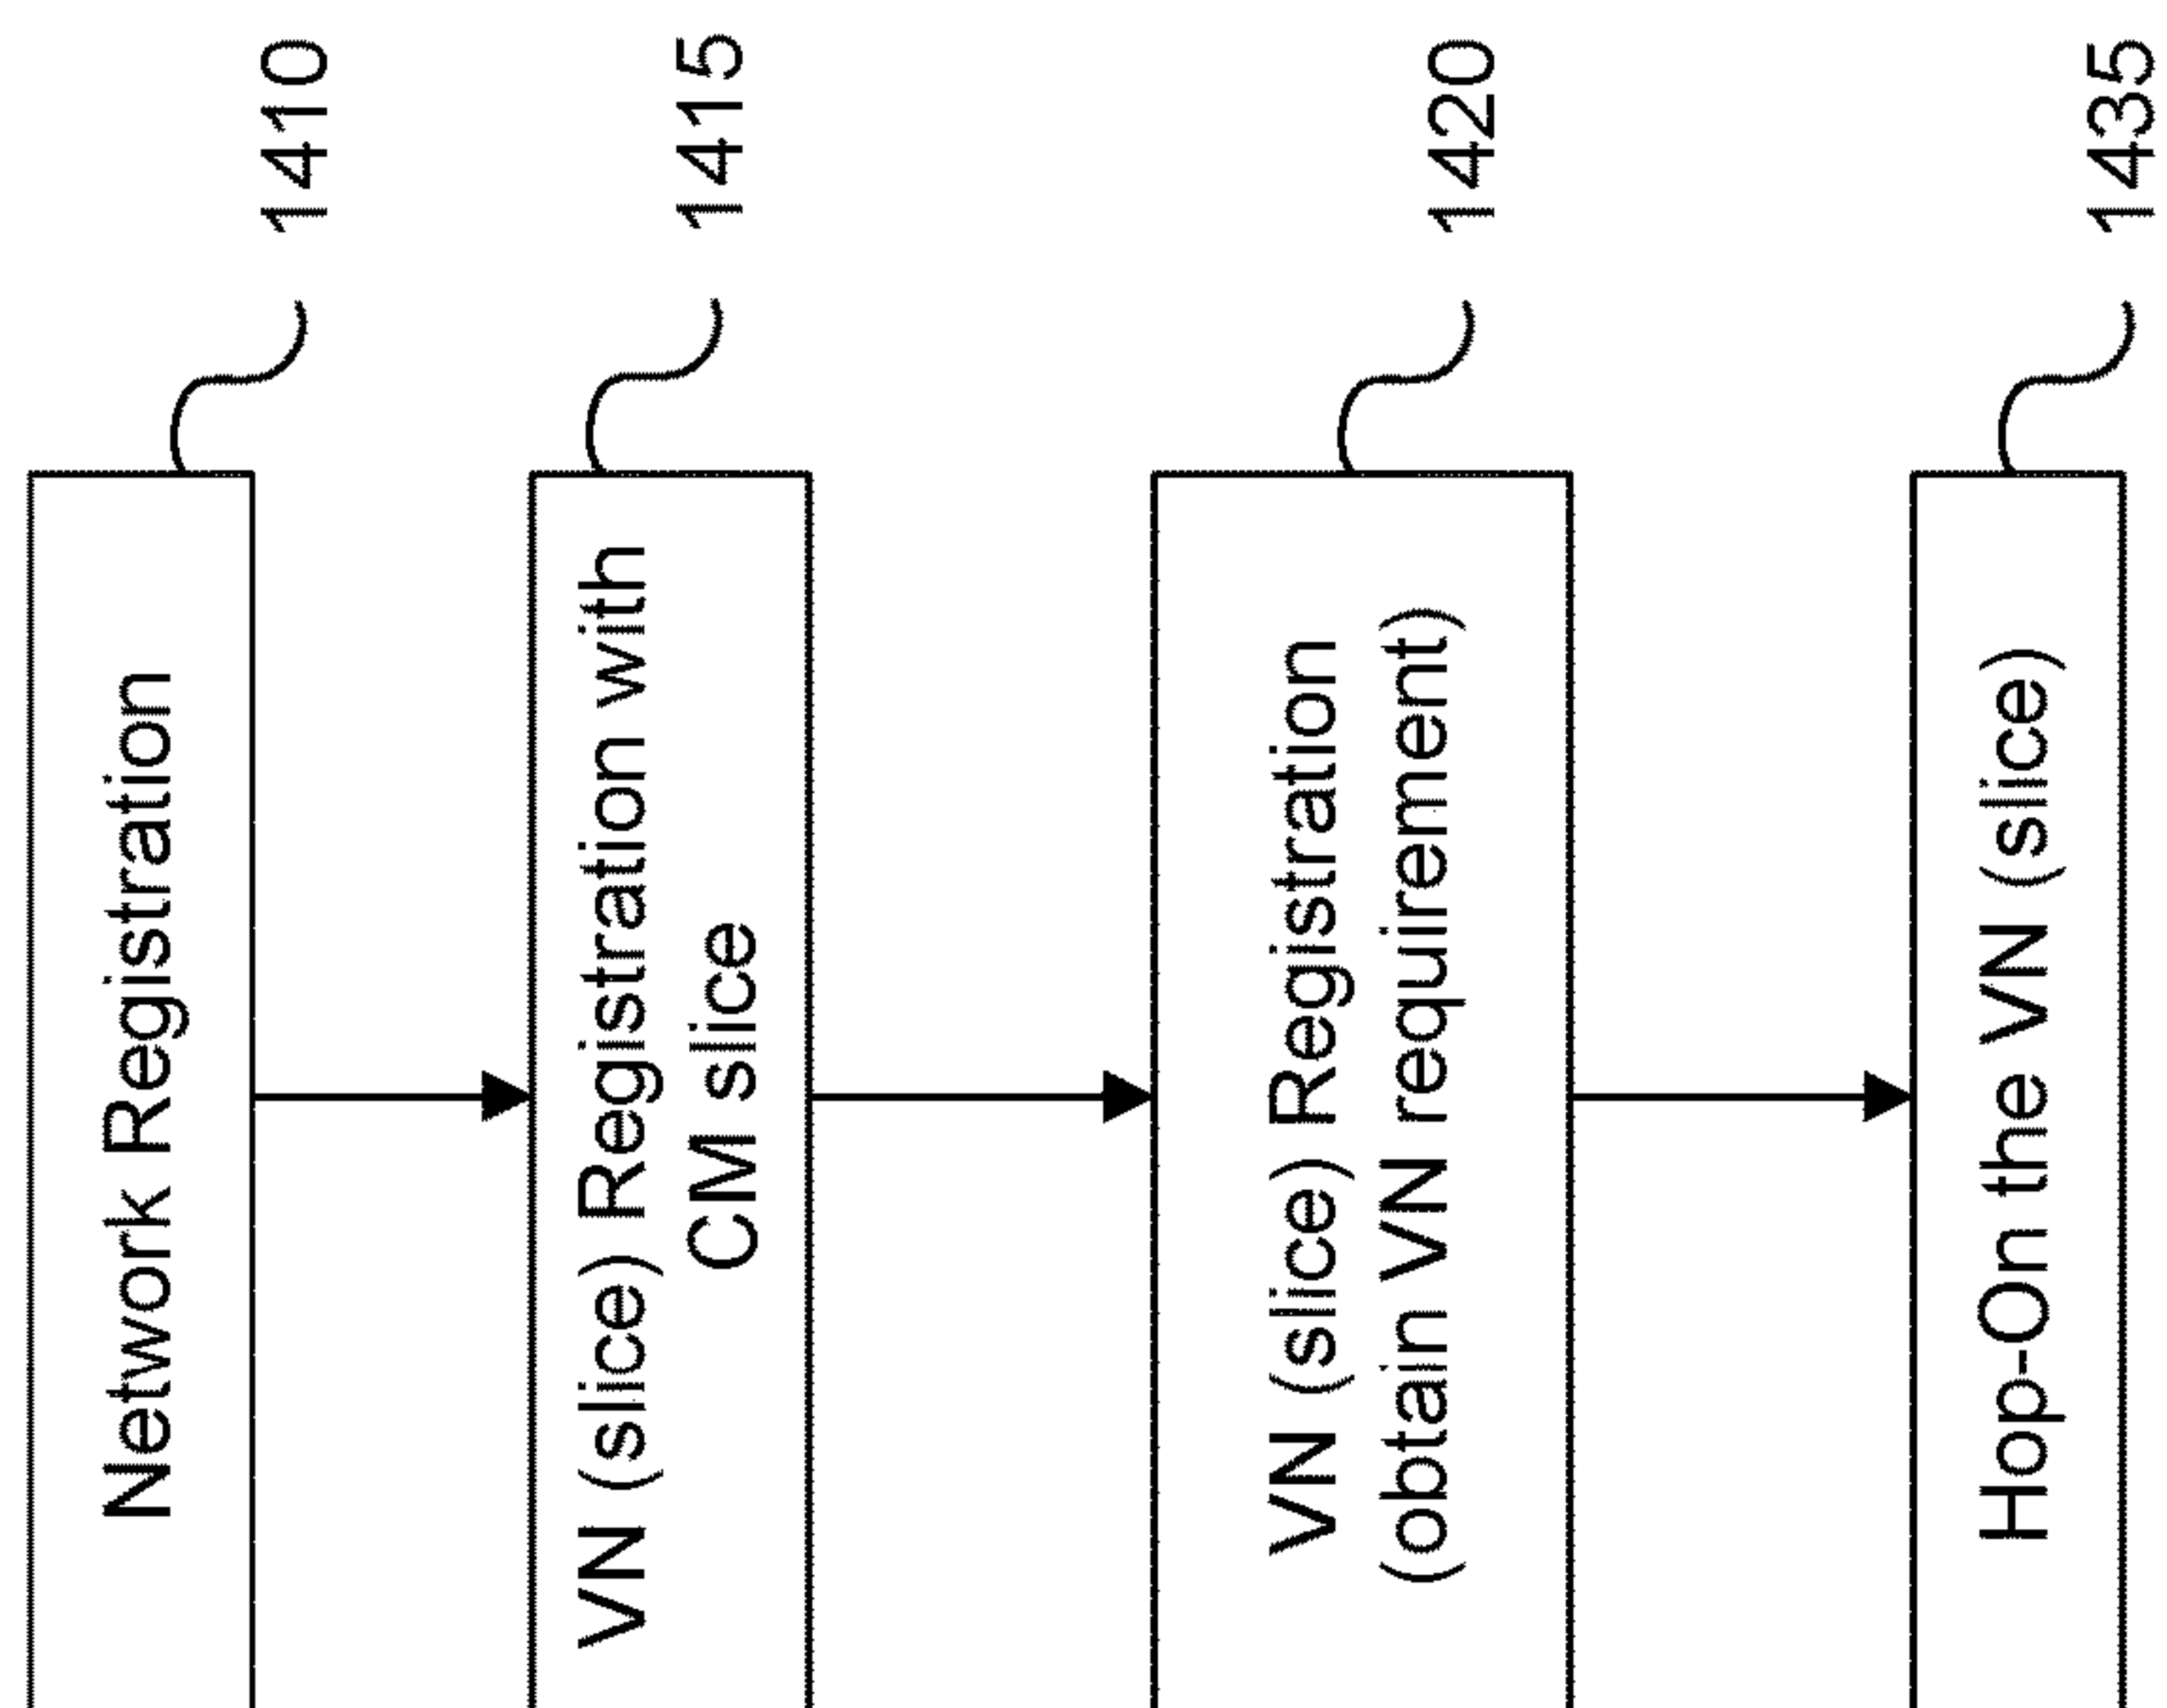 Network Registration
1410
VN (slice) Registration with
CM slice
1415
VN (slice) Registration
(obtain VN requirement)
1420
Hop-On the VN (slice)
1435